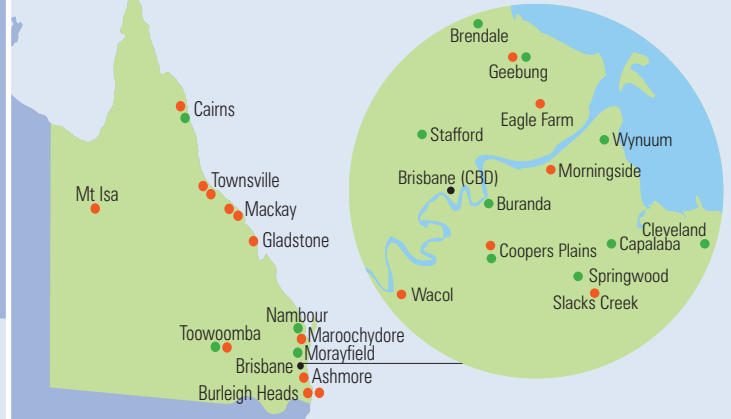 Cairns
Townsville
Mt Isa
Mackay
Gladstone
Nambour
Toowoomba
Maroochydore
Morayfield
Brisbane
Ashmore
Burleigh Heads
Brendale
Geebung
Eagle Farm
Stafford
Wynuum
Morningside
Brisbane (CBD)
Buranda
Cleveland
Capalaba
Coopers Plains
Springwood
Wacol
Slacks Creek